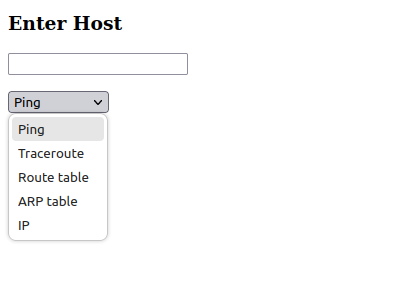 Enter Host
Ping
Ping
Traceroute
Route table
ARP table
IP